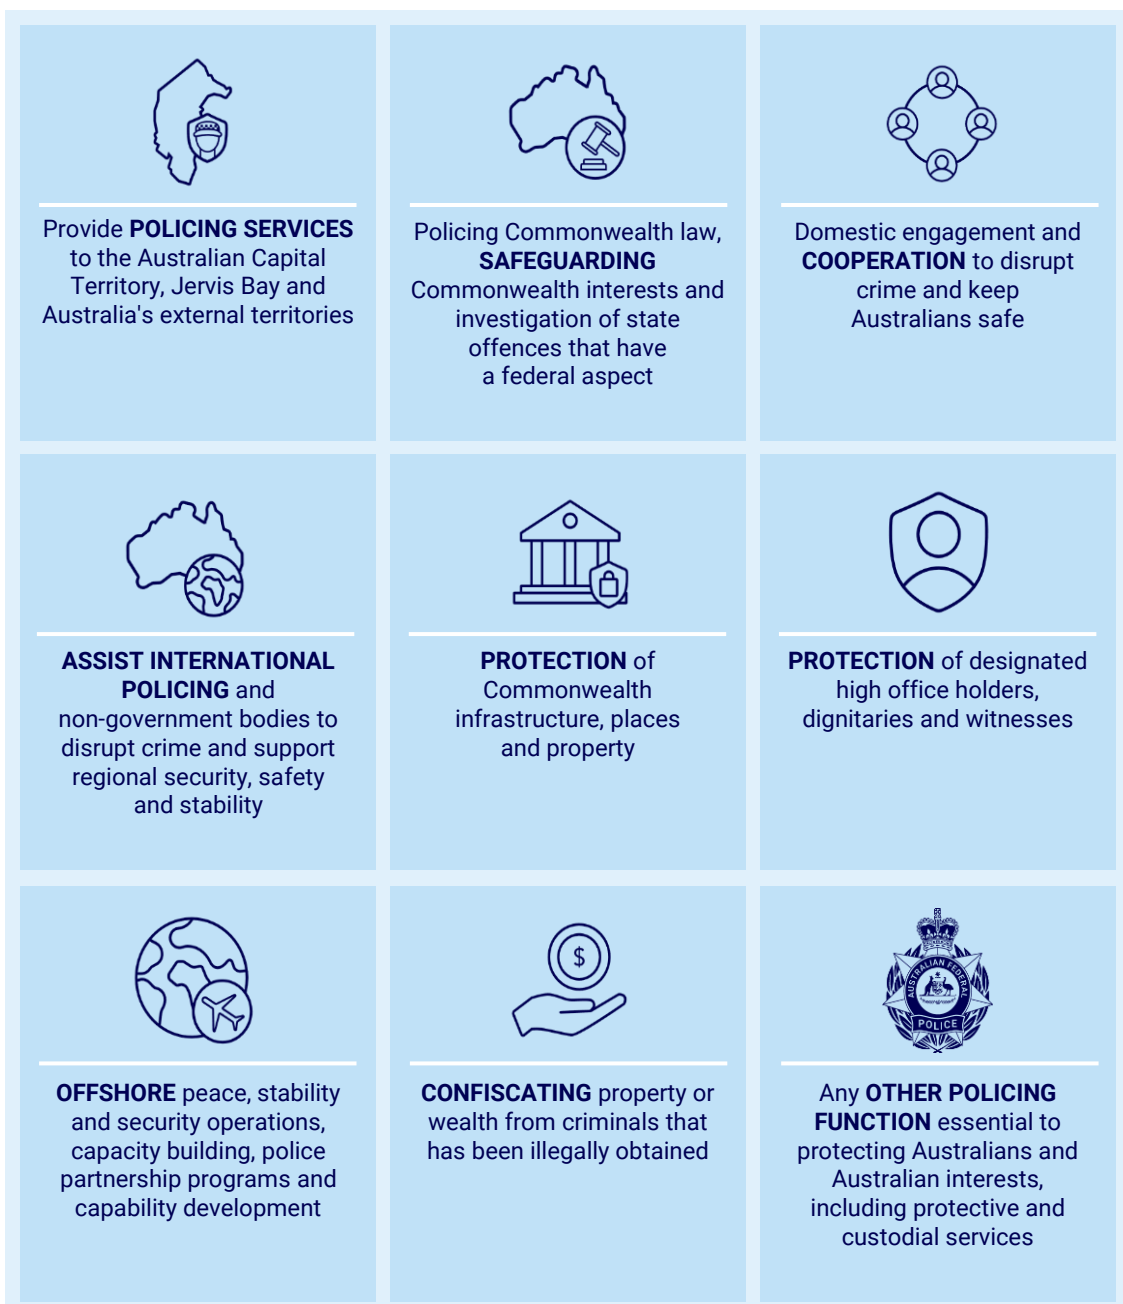 Provide POLICING SERVICES
to the Australian Capital
Territory, Jervis Bay and
Australia's external territories
Policing Commonwealth law,
SAFEGUARDING
Commonwealth interests and
investigation of state
offences that have
a federal aspect
Domestic engagement and
COOPERATION to disrupt
crime and keep
Australians safe
ASSIST INTERNATIONAL
POLICING and
non-government bodies to
disrupt crime and support
regional security, safety
and stability
PROTECTION of
Commonwealth
infrastructure, places
and property
PROTECTION of designated
high office holders,
dignitaries and witnesses
OFFSHORE peace, stability
and security operations,
capacity building, police
partnership programs and
capability development
$
CONFISCATING property or
wealth from criminals that
has been illegally obtained
AUSTRALIAN FEDERAL
POLICE
Any OTHER POLICING
FUNCTION essential to
protecting Australians and
Australian interests,
including protective and
custodial services